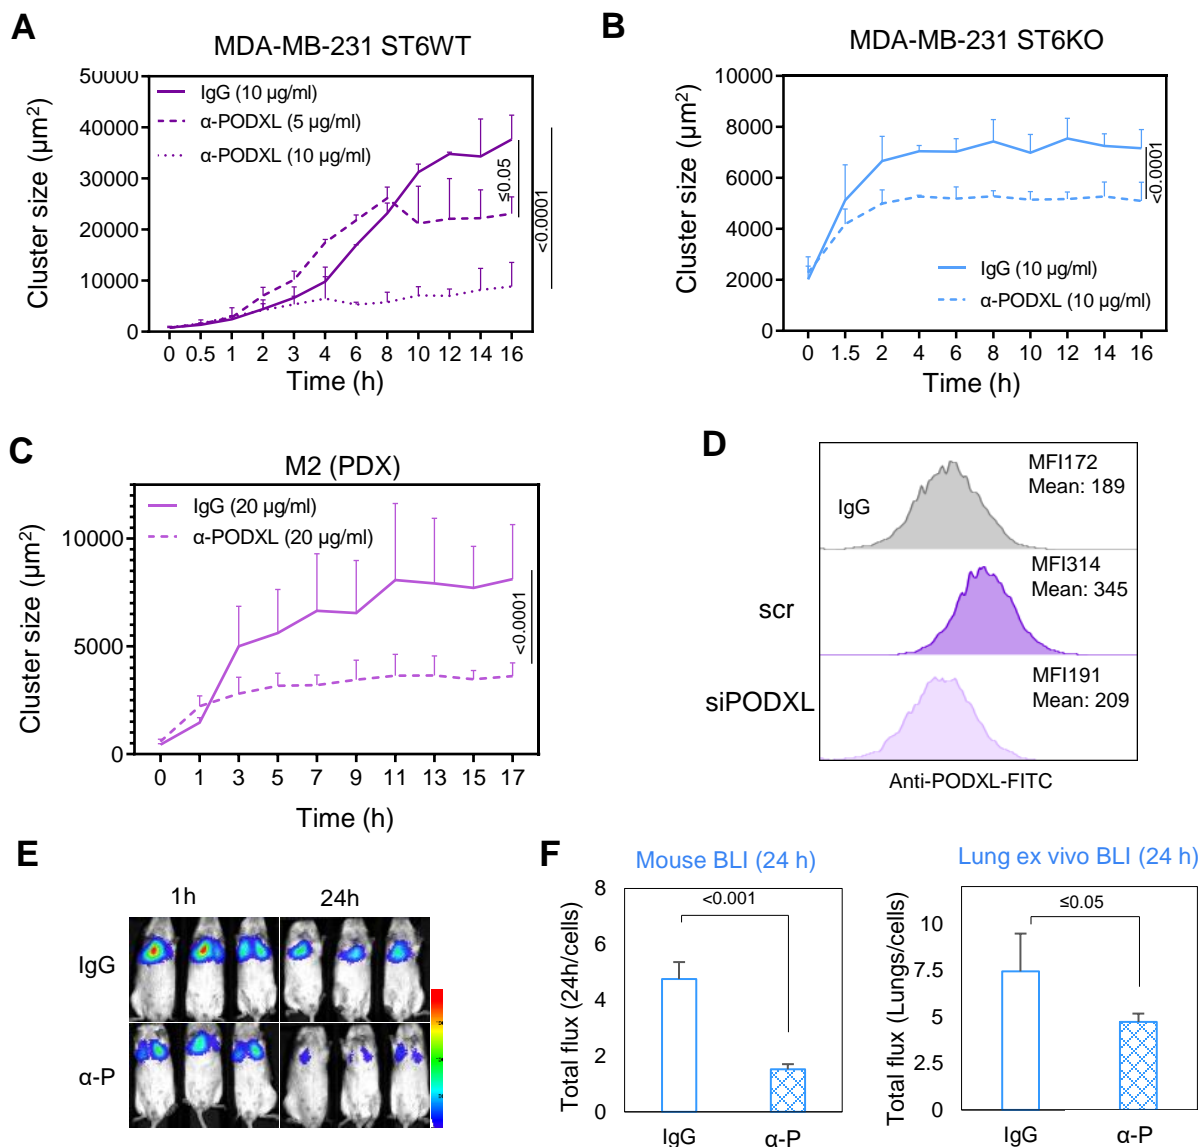 A
MDA-MB-231 ST6WT
Cluster size (µm²)
50000
40000
30000
20000
10000
0
IgG (10 µg/ml)
α-PODXL (5 µg/ml)
α-PODXL (10 µg/ml)
≤0.05
<0.0001
0 0.5 1 2 3 4 6 8 10 12 14 16
Time (h)
B
MDA-MB-231 ST6KO
Cluster size (µm²)
10000
8000
6000
4000
2000
0
<0.0001
IgG (10 µg/ml)
α-PODXL (10 µg/ml)
0 1.5 2 4 6 8 10 12 14 16
Time (h)
C
M2 (PDX)
Cluster size (µm²)
10000
5000
0
IgG (20 µg/ml)
α-PODXL (20 µg/ml)
<0.0001
0 1 3 5 7 9 11 13 15 17
Time (h)
D
IgG
MFI172
Mean: 189
scr
MFI314
Mean: 345
siPODXL
MFI191
Mean: 209
Anti-PODXL-FITC
E
1h 24h
IgG
α-P
F
Mouse BLI (24 h)
Total flux (24h/cells)
8
6
4
2
0
<0.001
IgG α-P
Lung ex vivo BLI (24 h)
Total flux (Lungs/cells)
10
7.5
5
2.5
0
≤0.05
IgG α-P